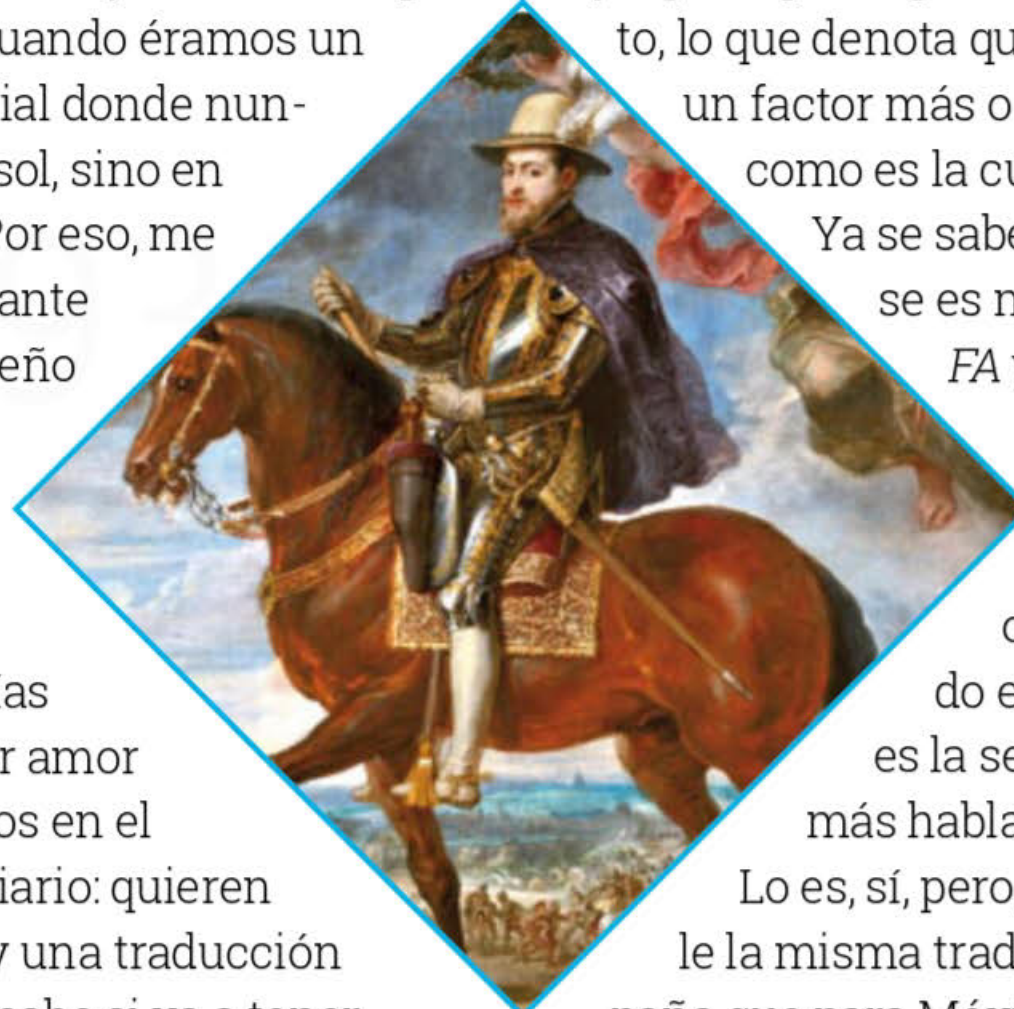 uando éramos un
ial donde nun-
sol, sino en
Por eso, me
ante
eño
ías
r amor
os en el
iario: quieren
y una traducción
to, lo que denota qu
un factor más o
como es la cu
Ya se sabe
se es n
FA
do e
es la se
más habla
Lo es, sí, pero
le la misma trad